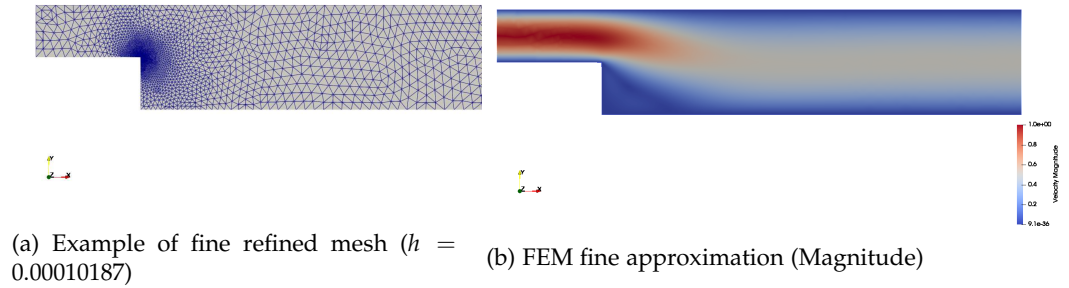 Y
Z
X
Y
Z
X
1.0e+00
0.8
0.6
0.4
0.2
9.1e-36
Velocity Magnitude
(a) Example of fine refined mesh (h =
0.00010187)
(b) FEM fine approximation (Magnitude)